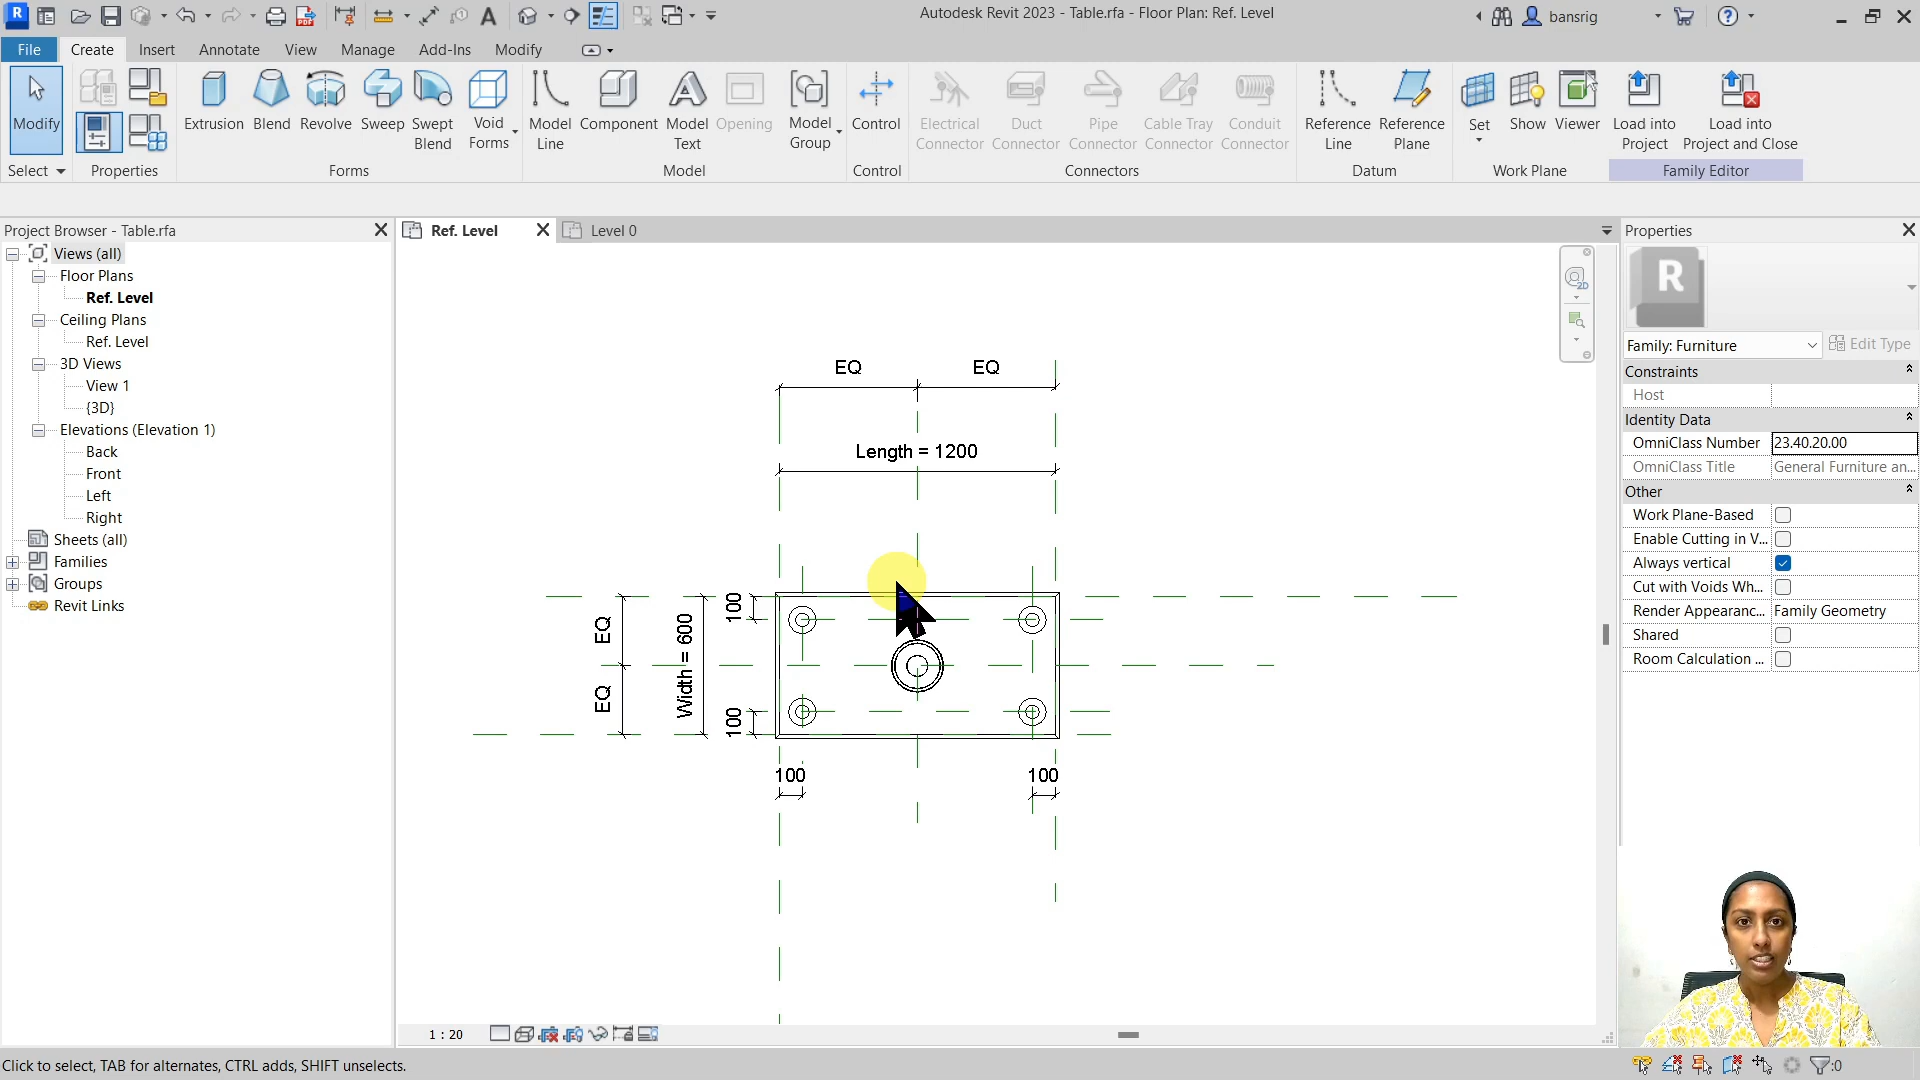 Autodesk Revit 2023 - Table.rfa - Floor Plan: Ref. Level
bansrig
File Create Insert Annotate View Manage Add-Ins Modify
Modify
Extrusion Blend Revolve Sweep Swept Blend Void Forms
Model Line Component Model Text Opening Model Group
Control
Electrical Connector Duct Connector Pipe Connector Cable Tray Connector Conduit Connector
Reference Line Reference Plane
Set Show Viewer
Load into Project Load into Project and Close
Select Properties Forms Model Control Connectors Datum Work Plane Family Editor
Project Browser - Table.rfa
Views (all)
Floor Plans
Ref. Level
Ceiling Plans
Ref. Level
3D Views
View 1
{3D}
Elevations (Elevation 1)
Back
Front
Left
Right
Sheets (all)
Families
Groups
Revit Links
Ref. Level Level 0
EQ EQ
Length = 1200
EQ
EQ
Width = 600
100
100
100 100
1 : 20
2D
Properties
R
Family: Furniture Edit Type
Constraints
Host
Identity Data
OmniClass Number 23.40.20.00
OmniClass Title General Furniture an...
Other
Work Plane-Based
Enable Cutting in V...
Always vertical
Cut with Voids Wh...
Render Appearanc... Family Geometry
Shared
Room Calculation ...
Click to select, TAB for alternates, CTRL adds, SHIFT unselects.
:0